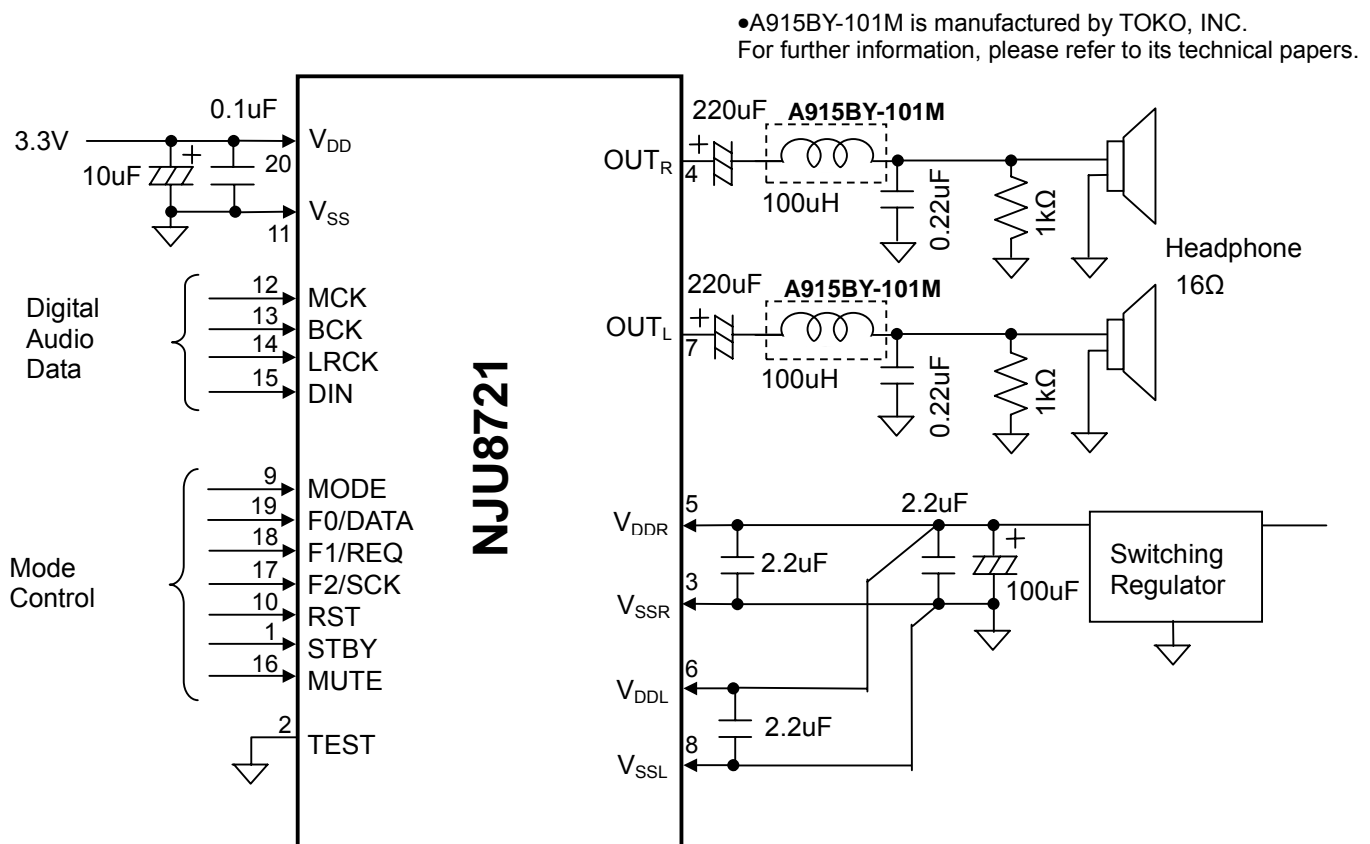 ●A915BY-101M is manufactured by TOKO, INC.
For further information, please refer to its technical papers.
3.3V
0.1uF
10uF
20
VDD
VSS
11
Digital
Audio
Data
12
MCK
13
BCK
14
LRCK
15
DIN
Mode
Control
9
MODE
19
F0/DATA
18
F1/REQ
17
F2/SCK
10
RST
1
STBY
16
MUTE
2
TEST
NJU8721
220uF
A915BY-101M
OUTR
+
4
100uH
0.22uF
1kΩ
Headphone
16Ω
220uF
A915BY-101M
OUTL
+
7
100uH
0.22uF
1kΩ
5
VDDR
2.2uF
2.2uF
+
100uF
Switching
Regulator
3
VSSR
6
VDDL
2.2uF
8
VSSL
+